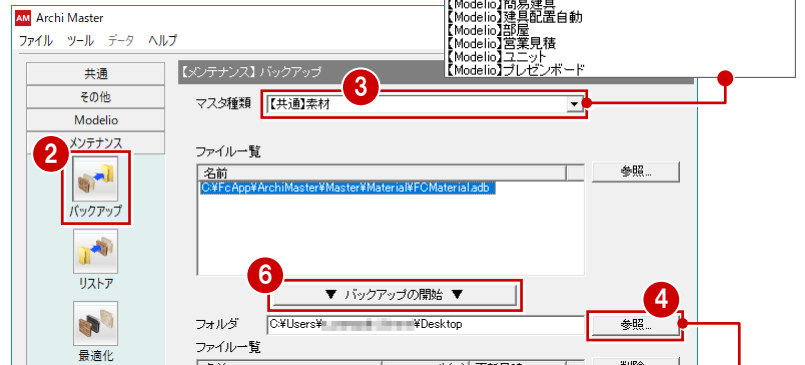 AM Archi Master
ファイル ツール データ ヘルプ
【Modelio】簡易建具
【Modelio】建具配置自動
【Modelio】部屋
【Modelio】営業見積
【Modelio】ユニット
【Modelio】プレゼンボード
共通
その他
Modelio
メンテナンス
2
バックアップ
リストア
最適化
【メンテナンス】バックアップ
3
マスタ種類 【共通】素材
ファイル一覧
名前
参照...
C:¥FcApp¥ArchiMaster¥Master¥Material¥FCMaterial.adb
6
▼ バックアップの開始 ▼
4
フォルダ C:¥Users¥ ¥Desktop
参照...
ファイル一覧